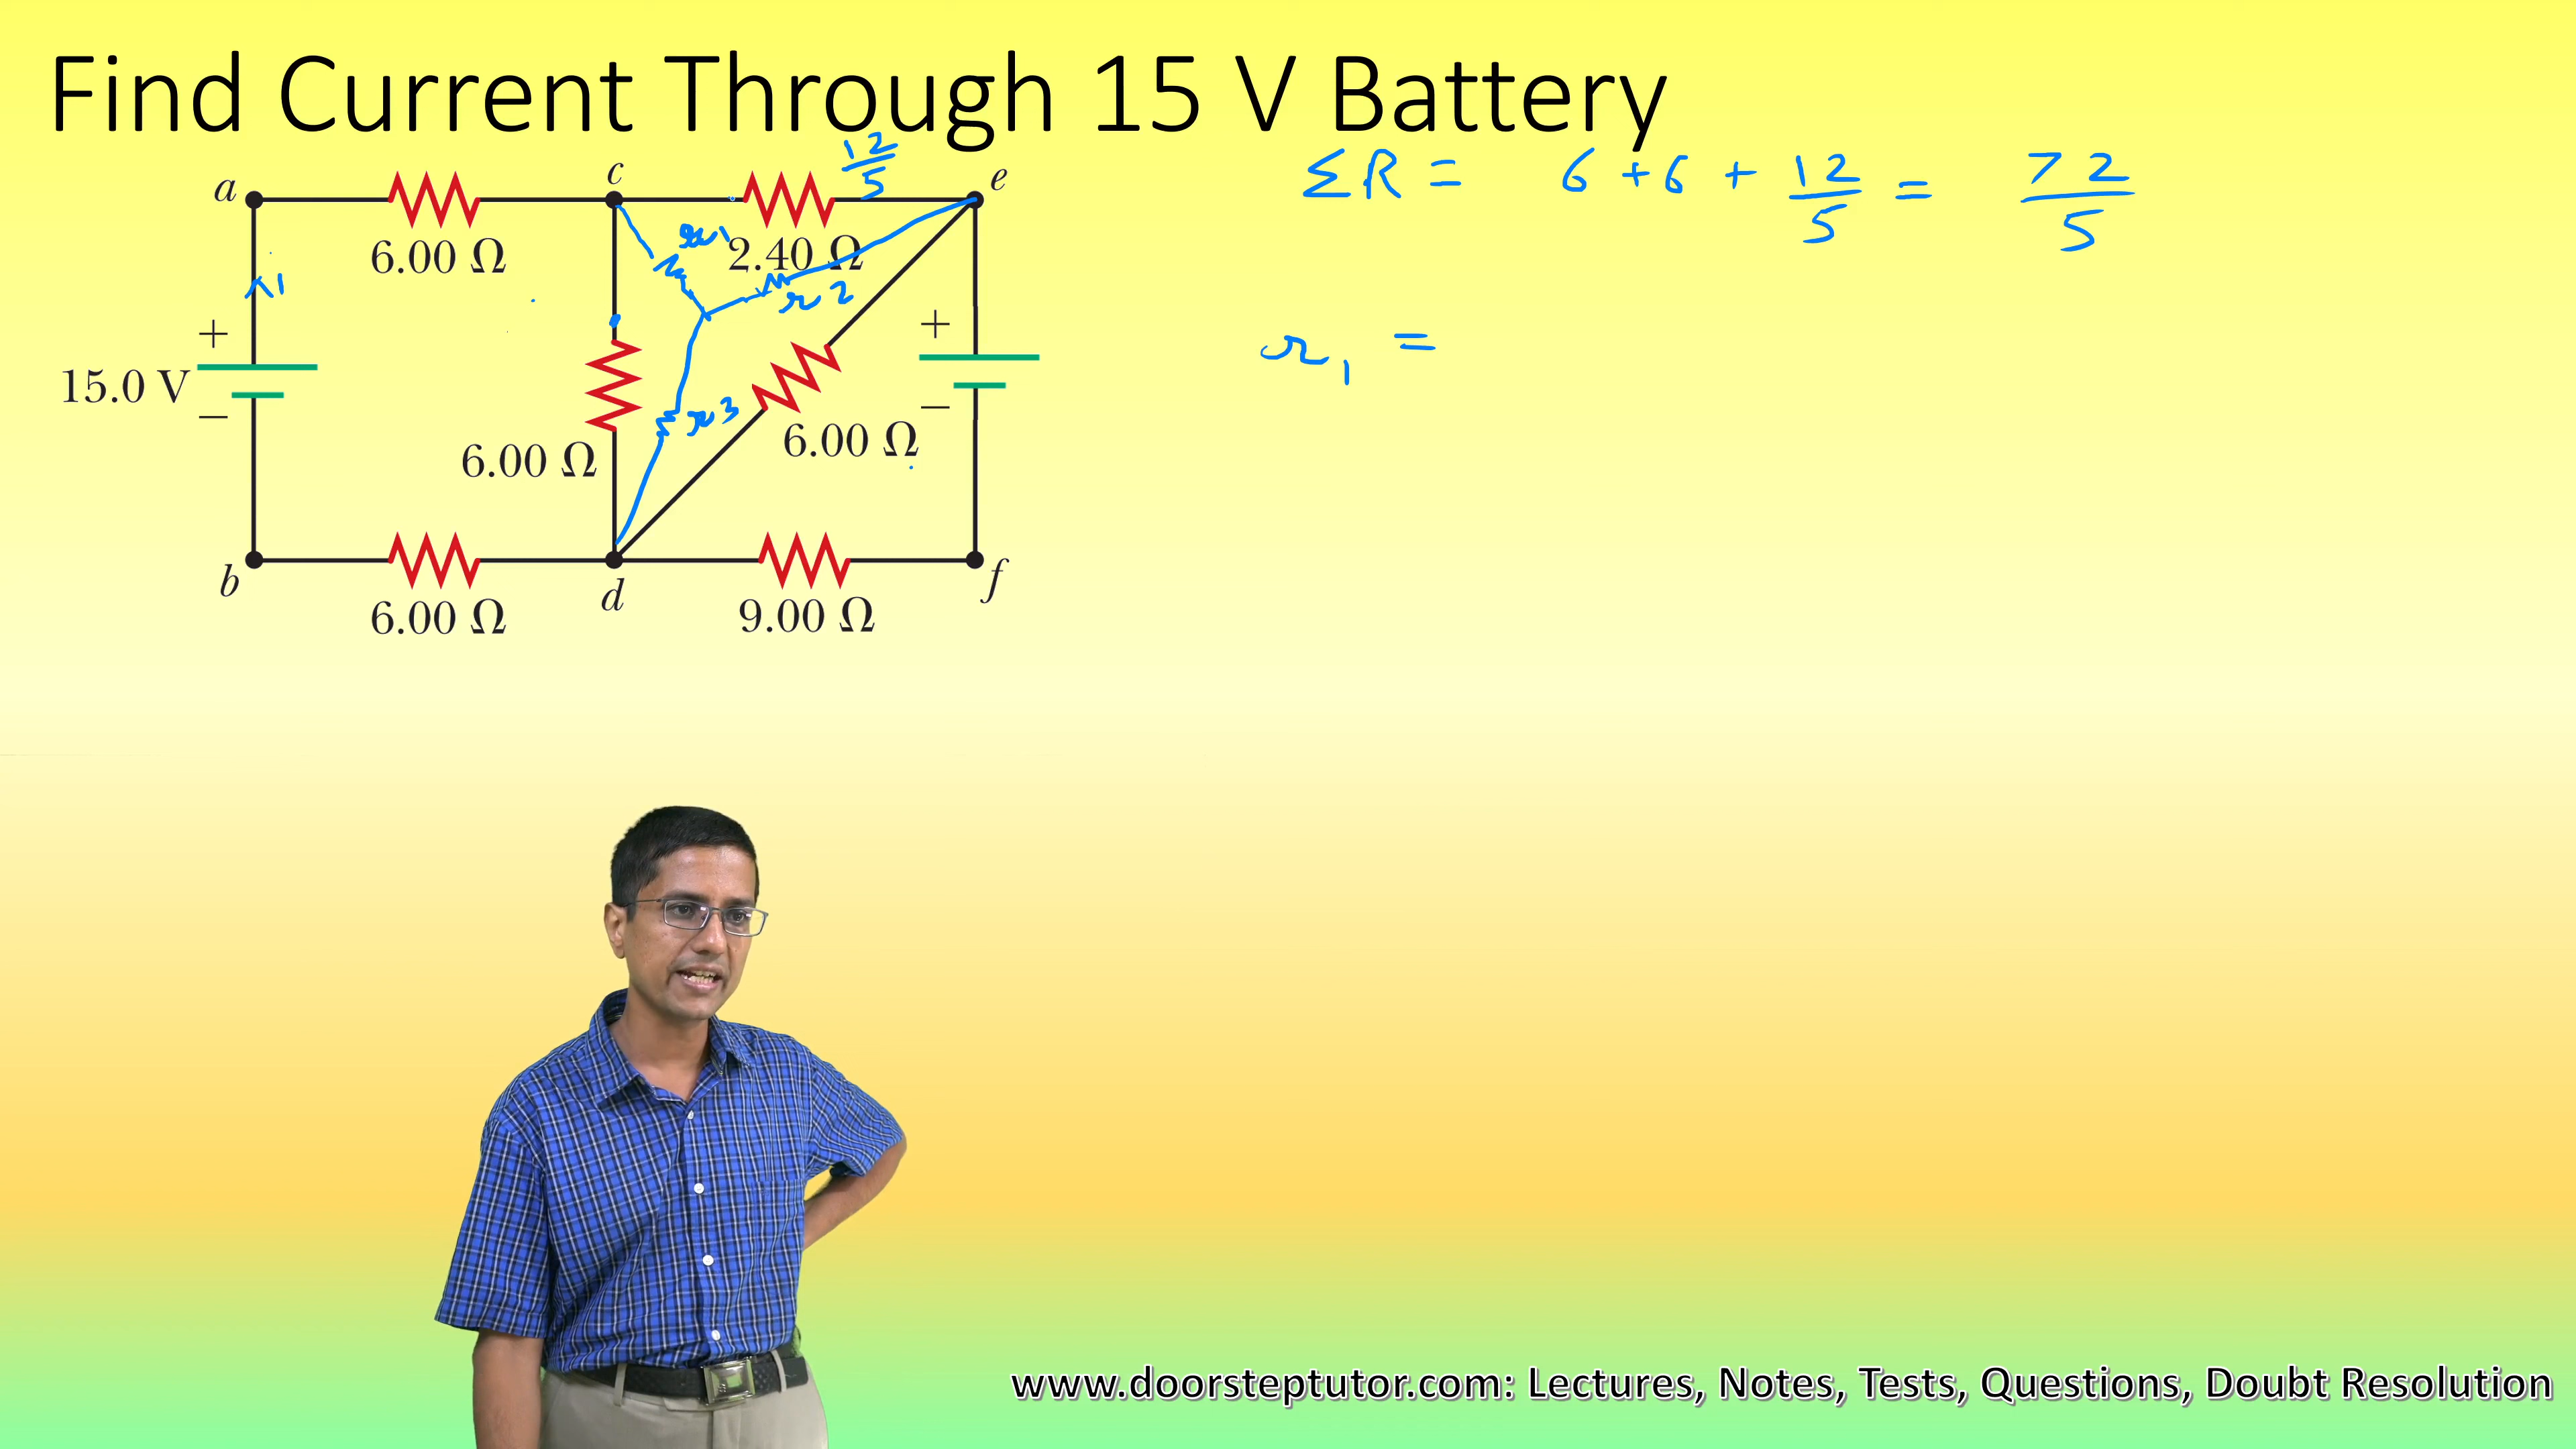 Find Current Through 15 V Battery
12/5
ΣR = 6 + 6 + 12/5 = 72/5
a
c
e
6.00 Ω
r1
2.40 Ω
1
r2
r₁ =
+
+
15.0 V
−
−
r3
6.00 Ω
6.00 Ω
b
d
f
6.00 Ω
9.00 Ω
www.doorsteptutor.com: Lectures, Notes, Tests, Questions, Doubt Resolution